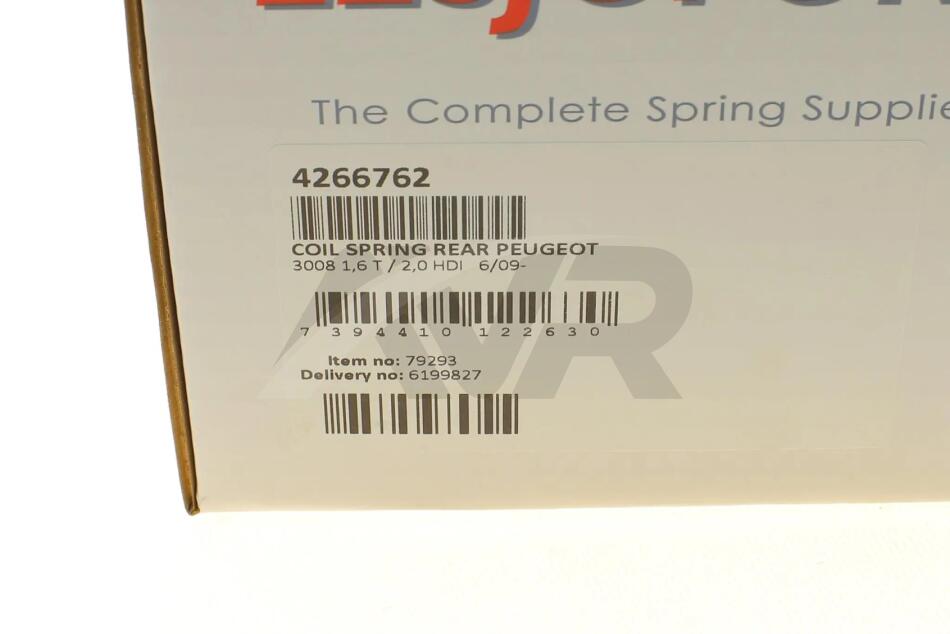 The Complete Spring
4266762
COIL SPRING REAR PEUGEOT
3008 1,6 T / 2,0 HDI 6/09-
7 394410 122630
Item no: 79293
Delivery no: 6199827